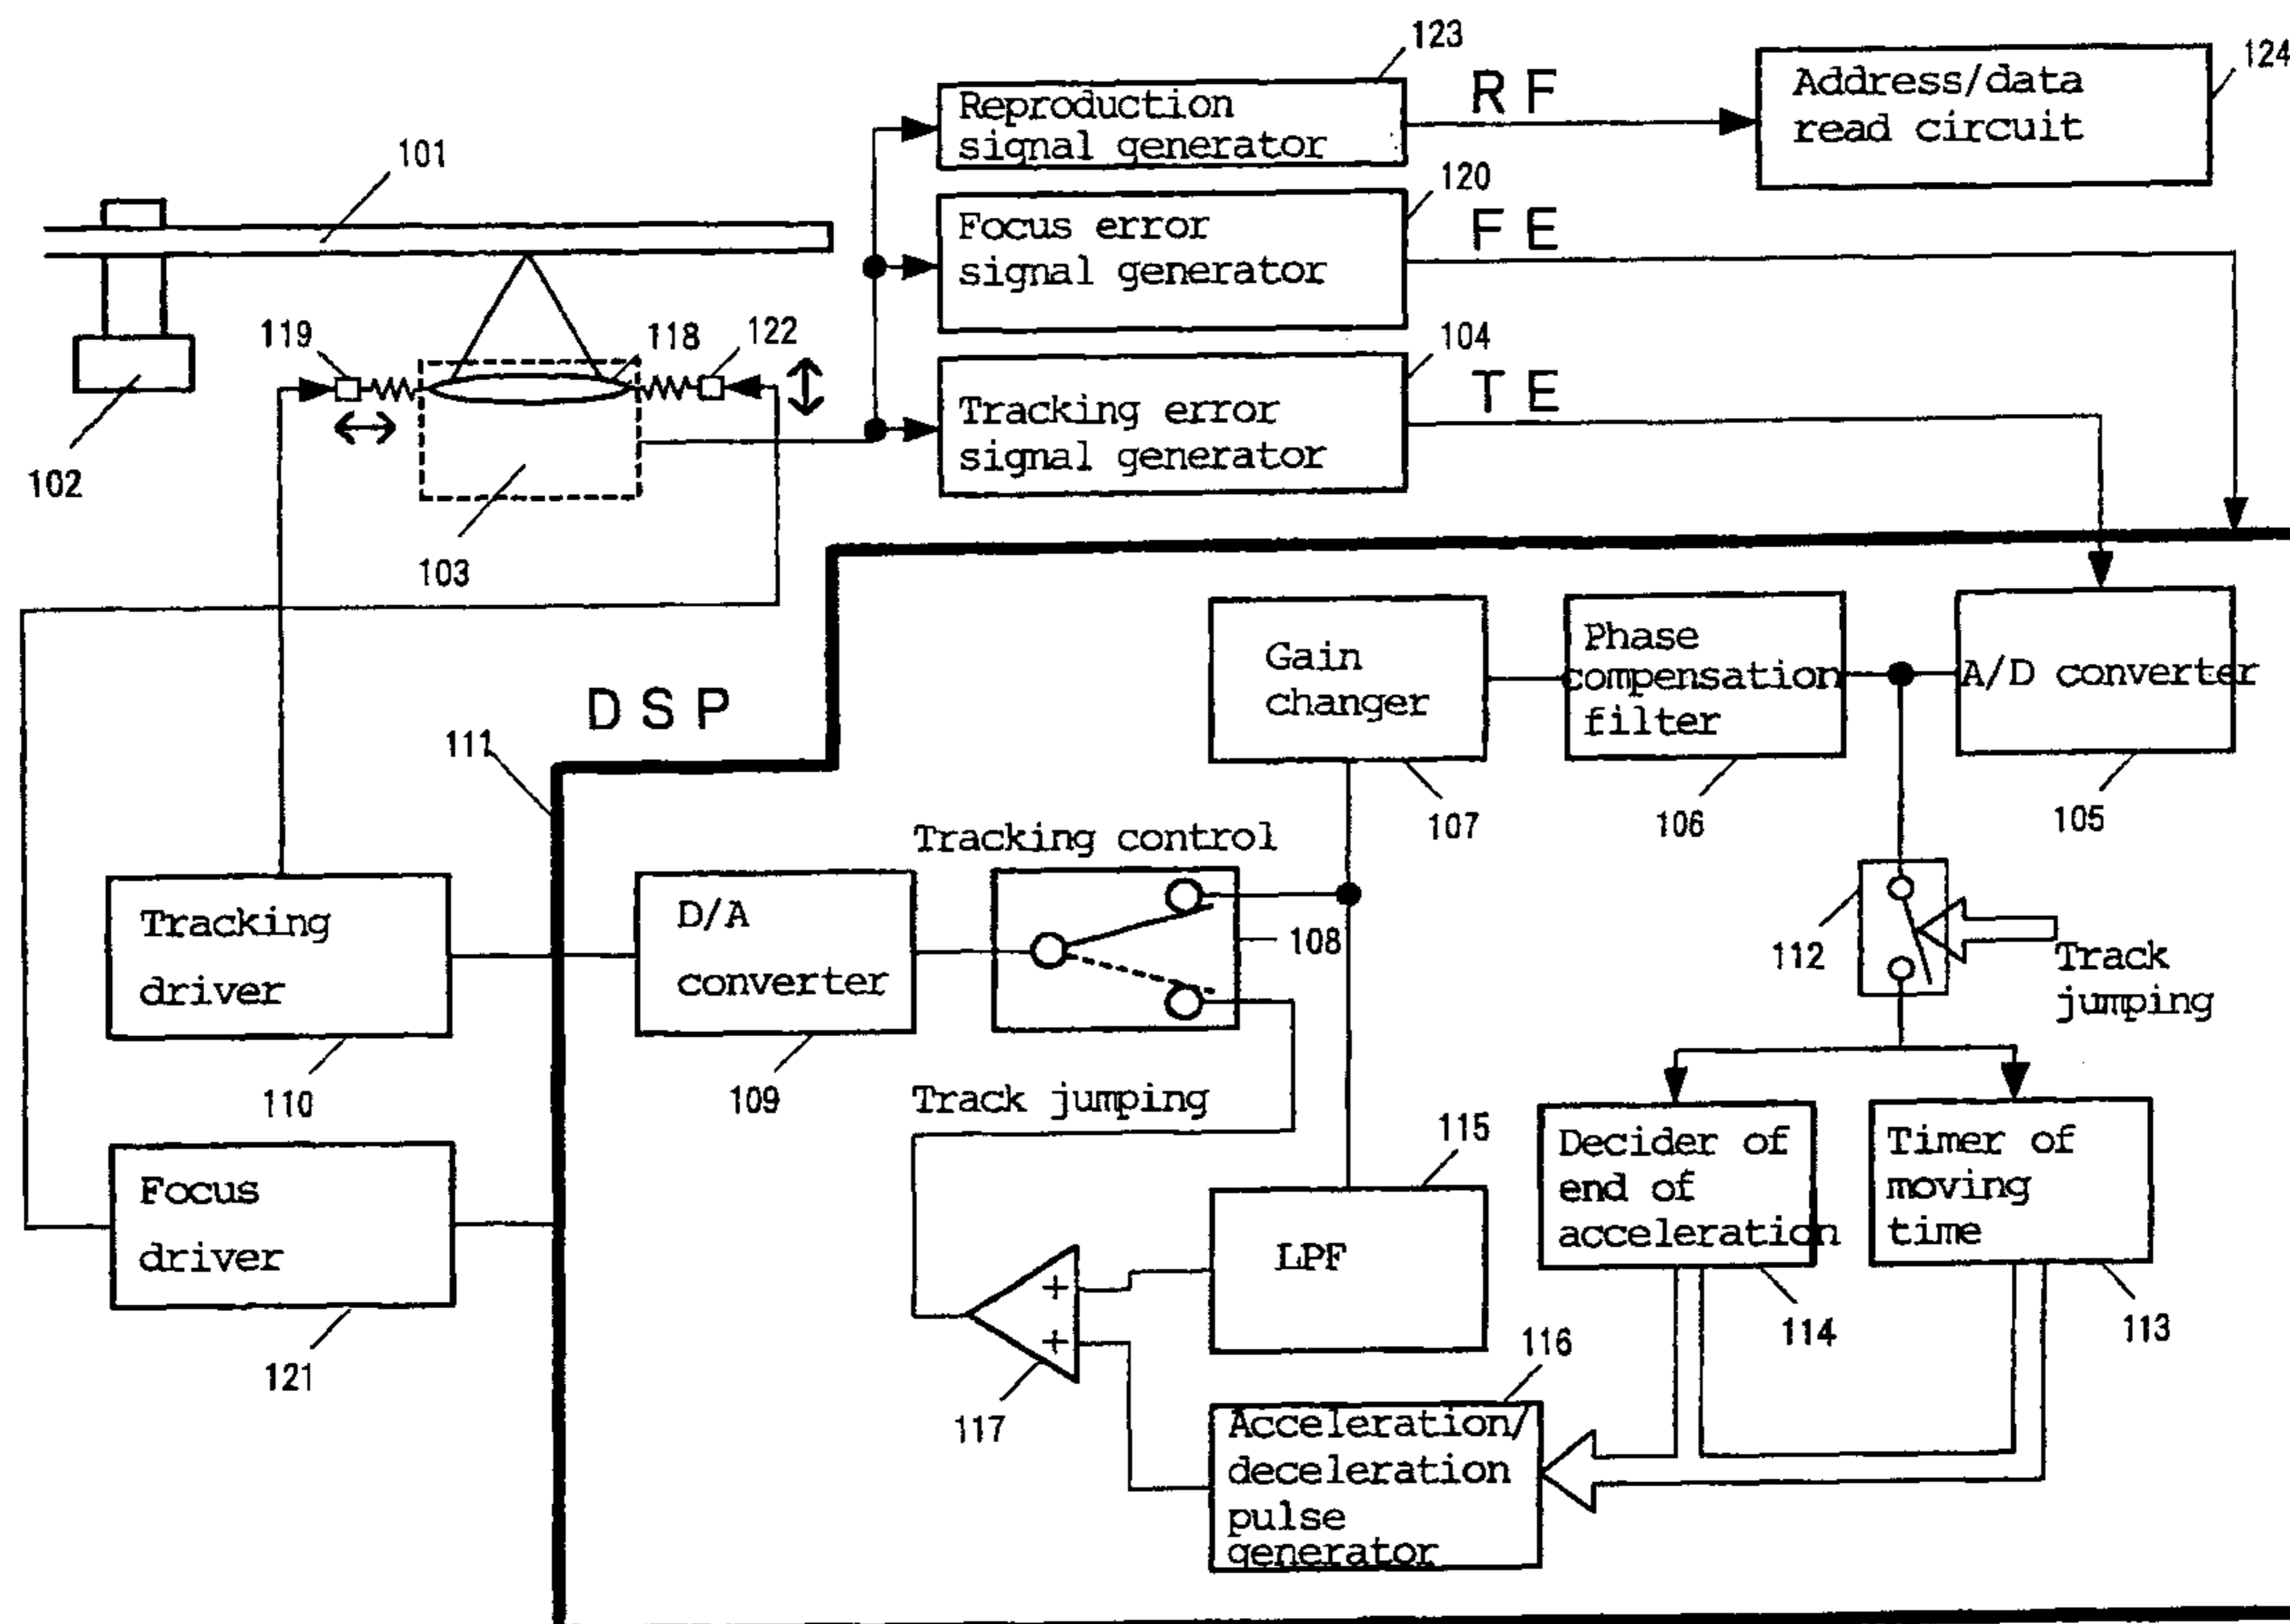 123
R F
Reproduction
signal generator
Address/data
read circuit
124
101
120
Focus error
signal generator
F E
119
118
122
104
Tracking error
signal generator
T E
102
103
DSP
111
Gain
changer
107
Phase
compensation
filter
106
A/D converter
105
Tracking control
108
Tracking
driver
110
D/A
converter
109
112
Track
jumping
Track jumping
115
LPF
Decider of
end of
acceleration
114
Timer of
moving
time
113
Focus
driver
121
+
+
117
116
Acceleration/
deceleration
pulse
generator